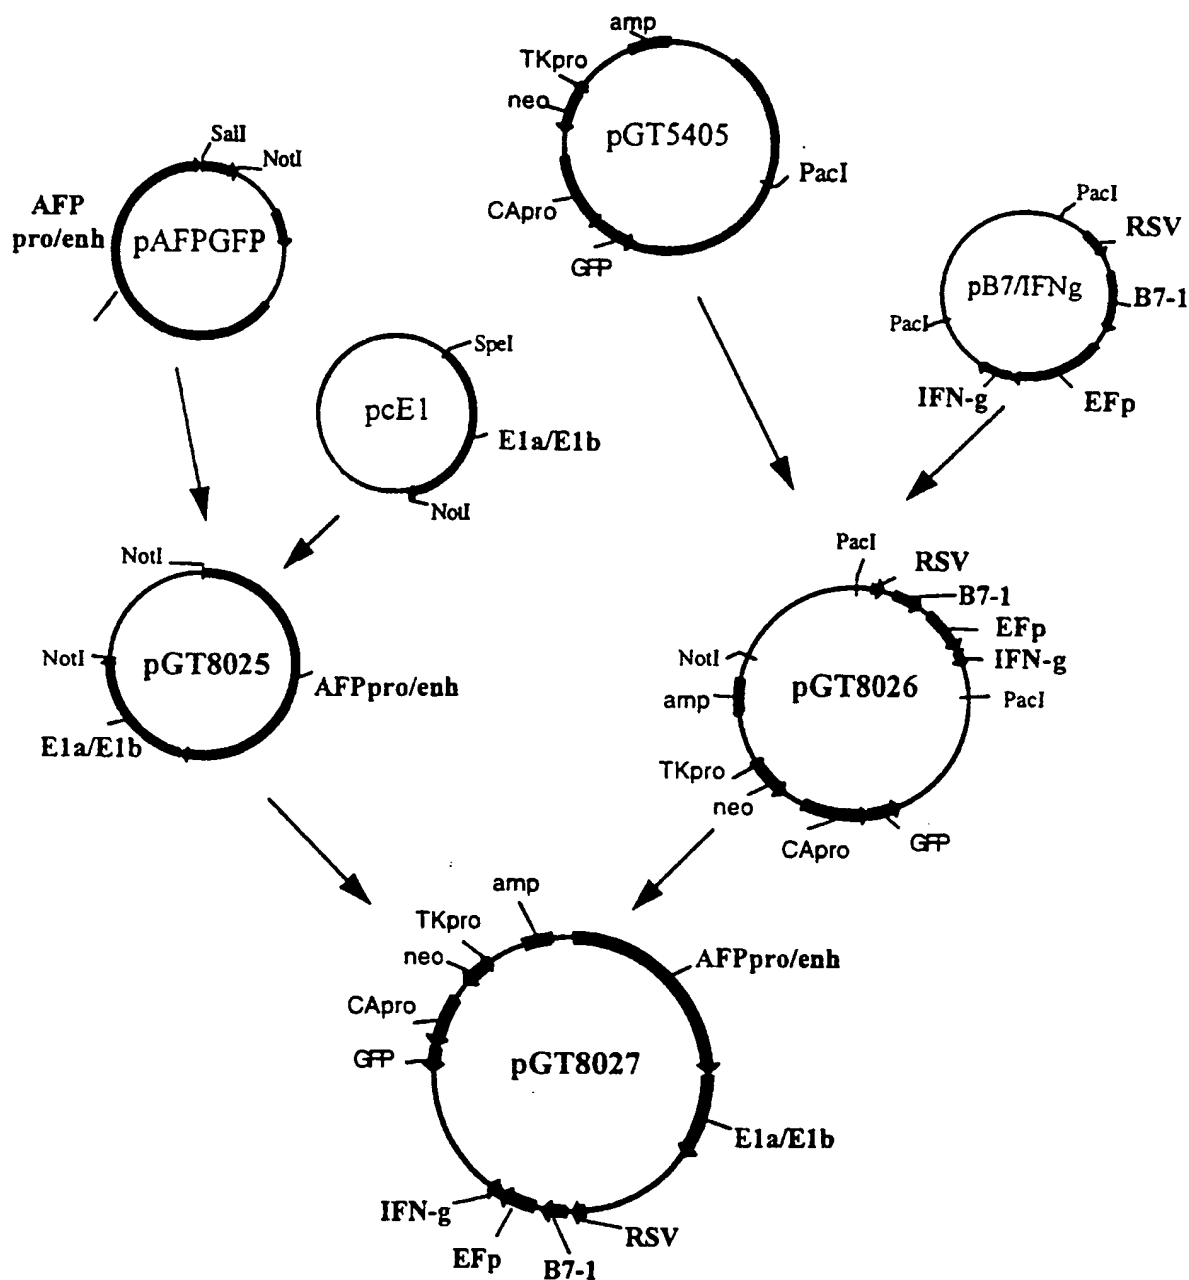 amp
TKpro
neo
pGT5405
PacI
CApro
GFP
SalI
NotI
AFP
pro/enh
pAFPGFP
PacI
RSV
pB7/IFNg
B7-1
PacI
IFN-g
EFp
SpeI
pcE1
E1a/E1b
NotI
NotI
NotI
pGT8025
AFPpro/enh
E1a/E1b
PacI
RSV
B7-1
EFp
IFN-g
NotI
pGT8026
amp
PacI
TKpro
neo
CApro
GFP
amp
TKpro
neo
AFPpro/enh
CApro
GFP
pGT8027
E1a/E1b
IFN-g
RSV
EFp
B7-1